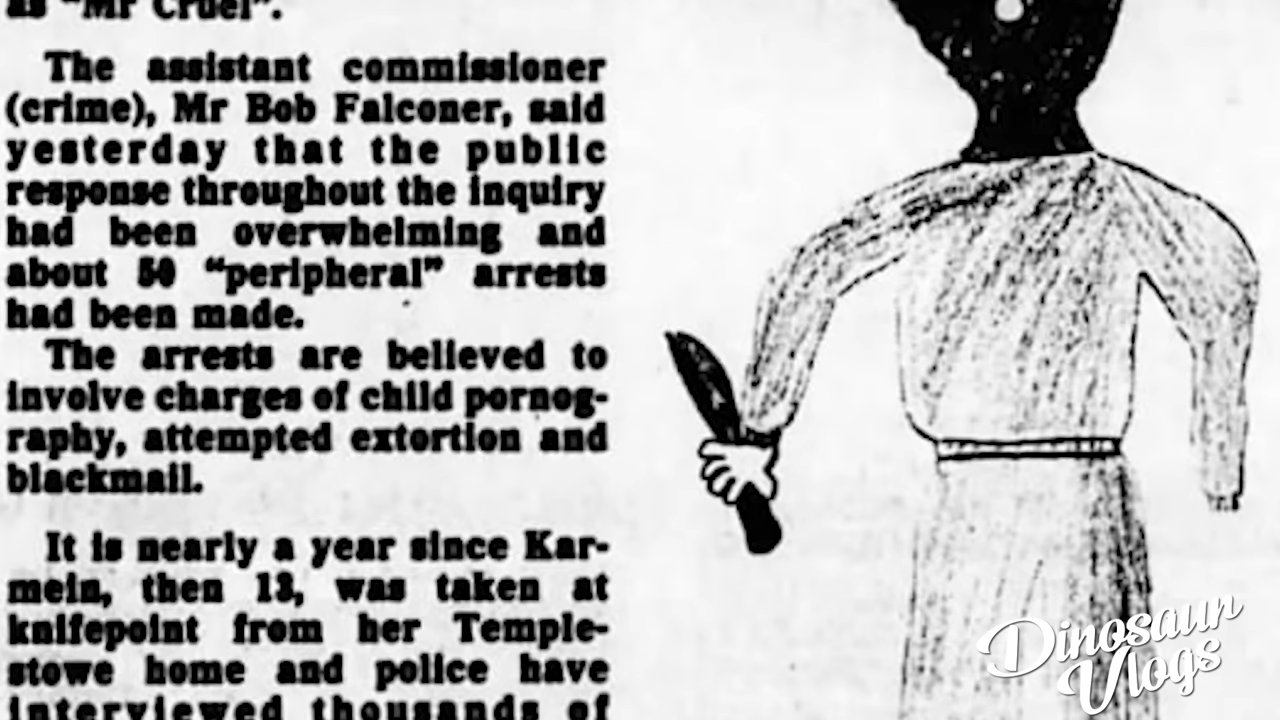 as "Mr Cruel".
The assistant commissioner
(crime), Mr Bob Falconer, said
yesterday that the public
response throughout the inquiry
had been overwhelming and
about 50 "peripheral" arrests
had been made.
The arrests are believed to
involve charges of child pornog-
raphy, attempted extortion and
blackmail.
It is nearly a year since Kar-
mein, then 13, was taken at
knifepoint from her Temple-
stowe home and police have
interviewed thousands of
Dinosaur
Vlogs